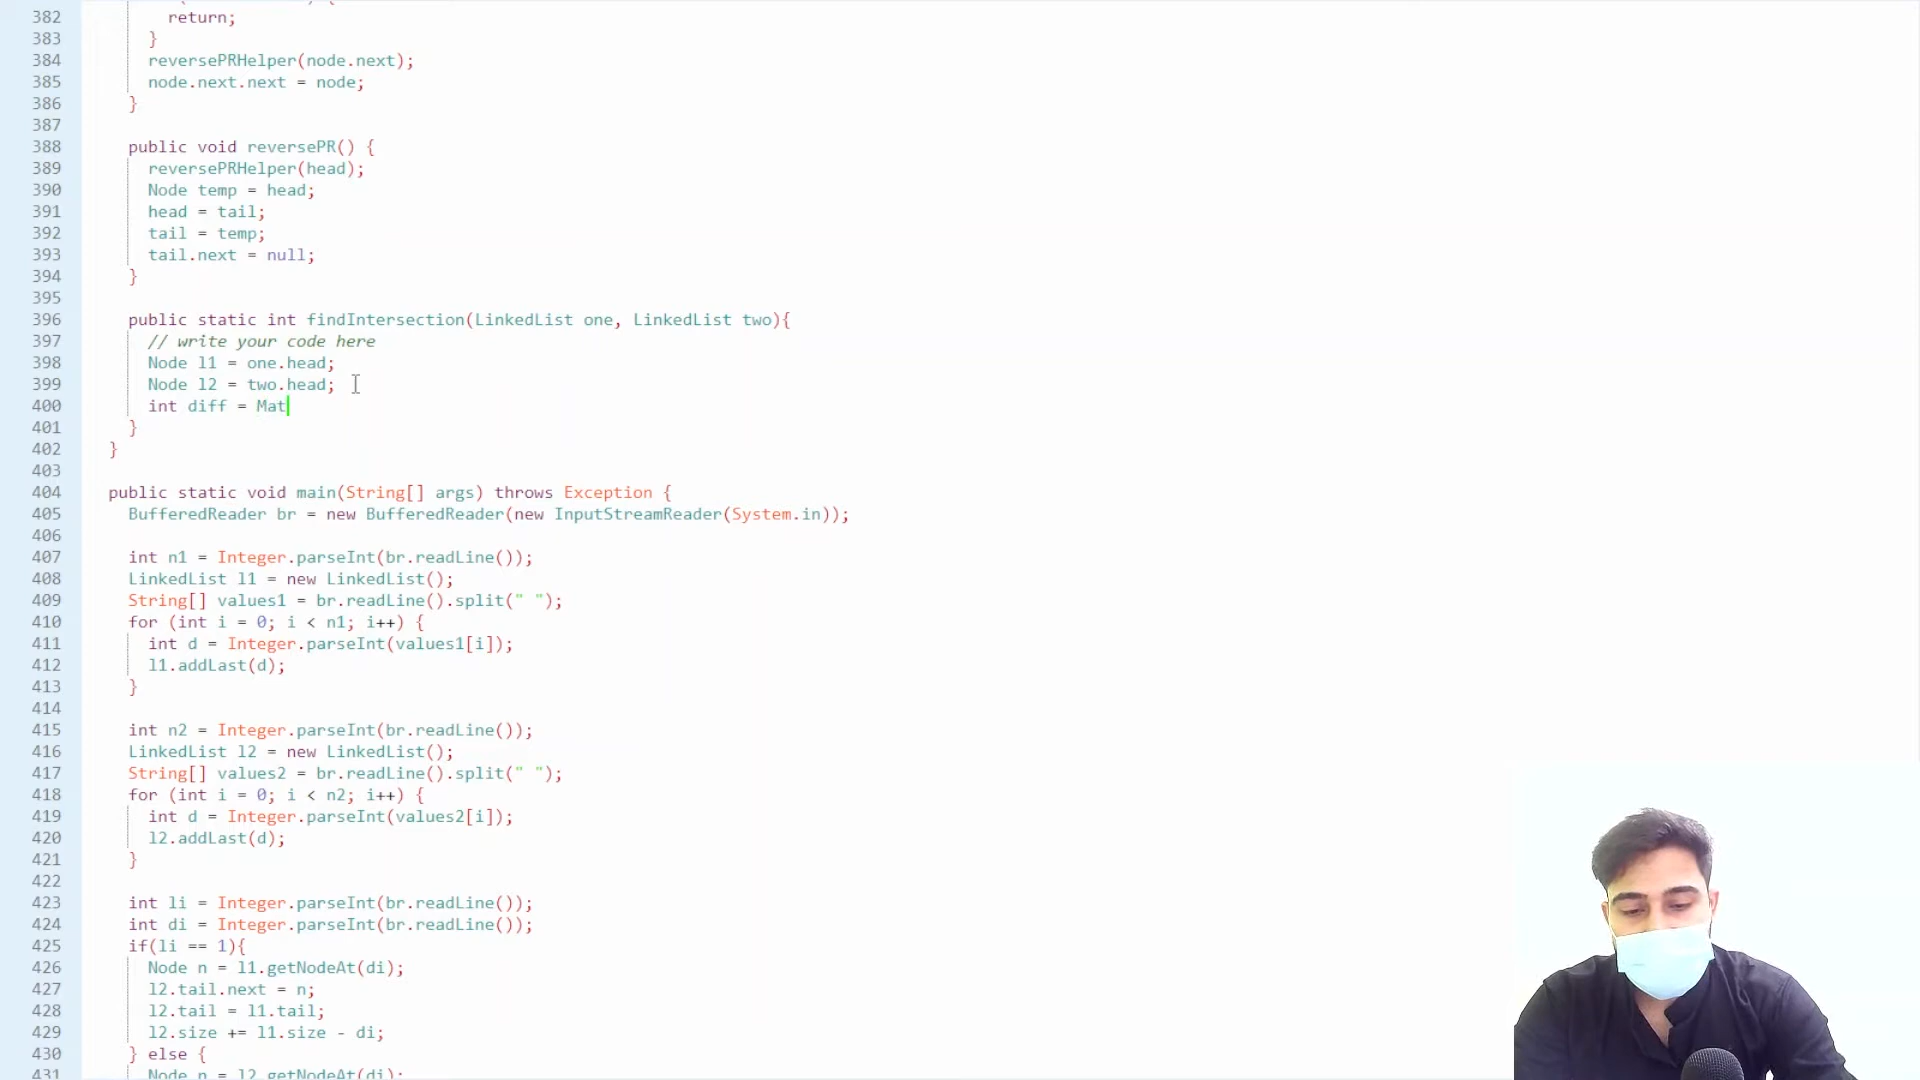 382 return;
383 }
384 reversePRHelper(node.next);
385 node.next.next = node;
386 }
387
388 public void reversePR() {
389 reversePRHelper(head);
390 Node temp = head;
391 head = tail;
392 tail = temp;
393 tail.next = null;
394 }
395
396 public static int findIntersection(LinkedList one, LinkedList two){
397 // write your code here
398 Node l1 = one.head;
399 Node l2 = two.head;
400 int diff = Mat
401 }
402 }
403
404 public static void main(String[] args) throws Exception {
405 BufferedReader br = new BufferedReader(new InputStreamReader(System.in));
406
407 int n1 = Integer.parseInt(br.readLine());
408 LinkedList l1 = new LinkedList();
409 String[] values1 = br.readLine().split(" ");
410 for (int i = 0; i < n1; i++) {
411 int d = Integer.parseInt(values1[i]);
412 l1.addLast(d);
413 }
414
415 int n2 = Integer.parseInt(br.readLine());
416 LinkedList l2 = new LinkedList();
417 String[] values2 = br.readLine().split(" ");
418 for (int i = 0; i < n2; i++) {
419 int d = Integer.parseInt(values2[i]);
420 l2.addLast(d);
421 }
422
423 int li = Integer.parseInt(br.readLine());
424 int di = Integer.parseInt(br.readLine());
425 if(li == 1){
426 Node n = l1.getNodeAt(di);
427 l2.tail.next = n;
428 l2.tail = l1.tail;
429 l2.size += l1.size - di;
430 } else {
431 Node n = l2.getNodeAt(di);